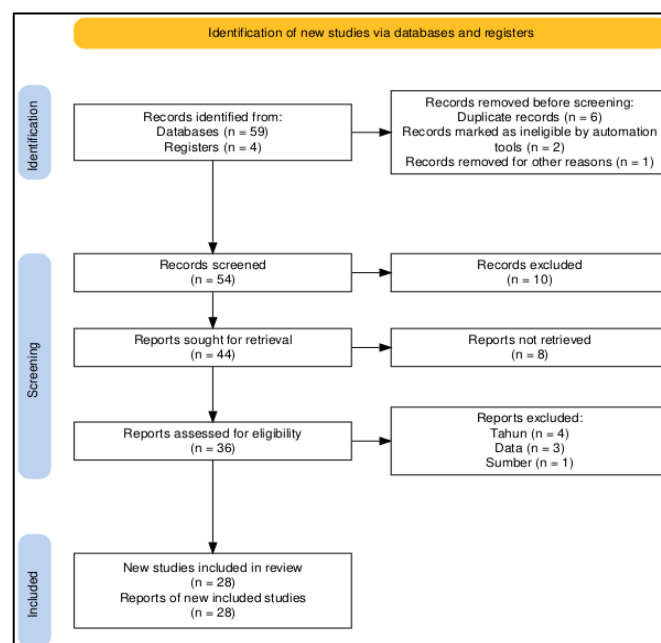 Identification of new studies via databases and registers
Identification
Records identified from:
Databases (n = 59)
Registers (n = 4)
Records removed before screening:
Duplicate records (n = 6)
Records marked as ineligible by automation
tools (n = 2)
Records removed for other reasons (n = 1)
Screening
Records screened
(n = 54)
Records excluded
(n = 10)
Reports sought for retrieval
(n = 44)
Reports not retrieved
(n = 8)
Reports assessed for eligibility
(n = 36)
Reports excluded:
Tahun (n = 4)
Data (n = 3)
Sumber (n = 1)
Included
New studies included in review
(n = 28)
Reports of new included studies
(n = 28)